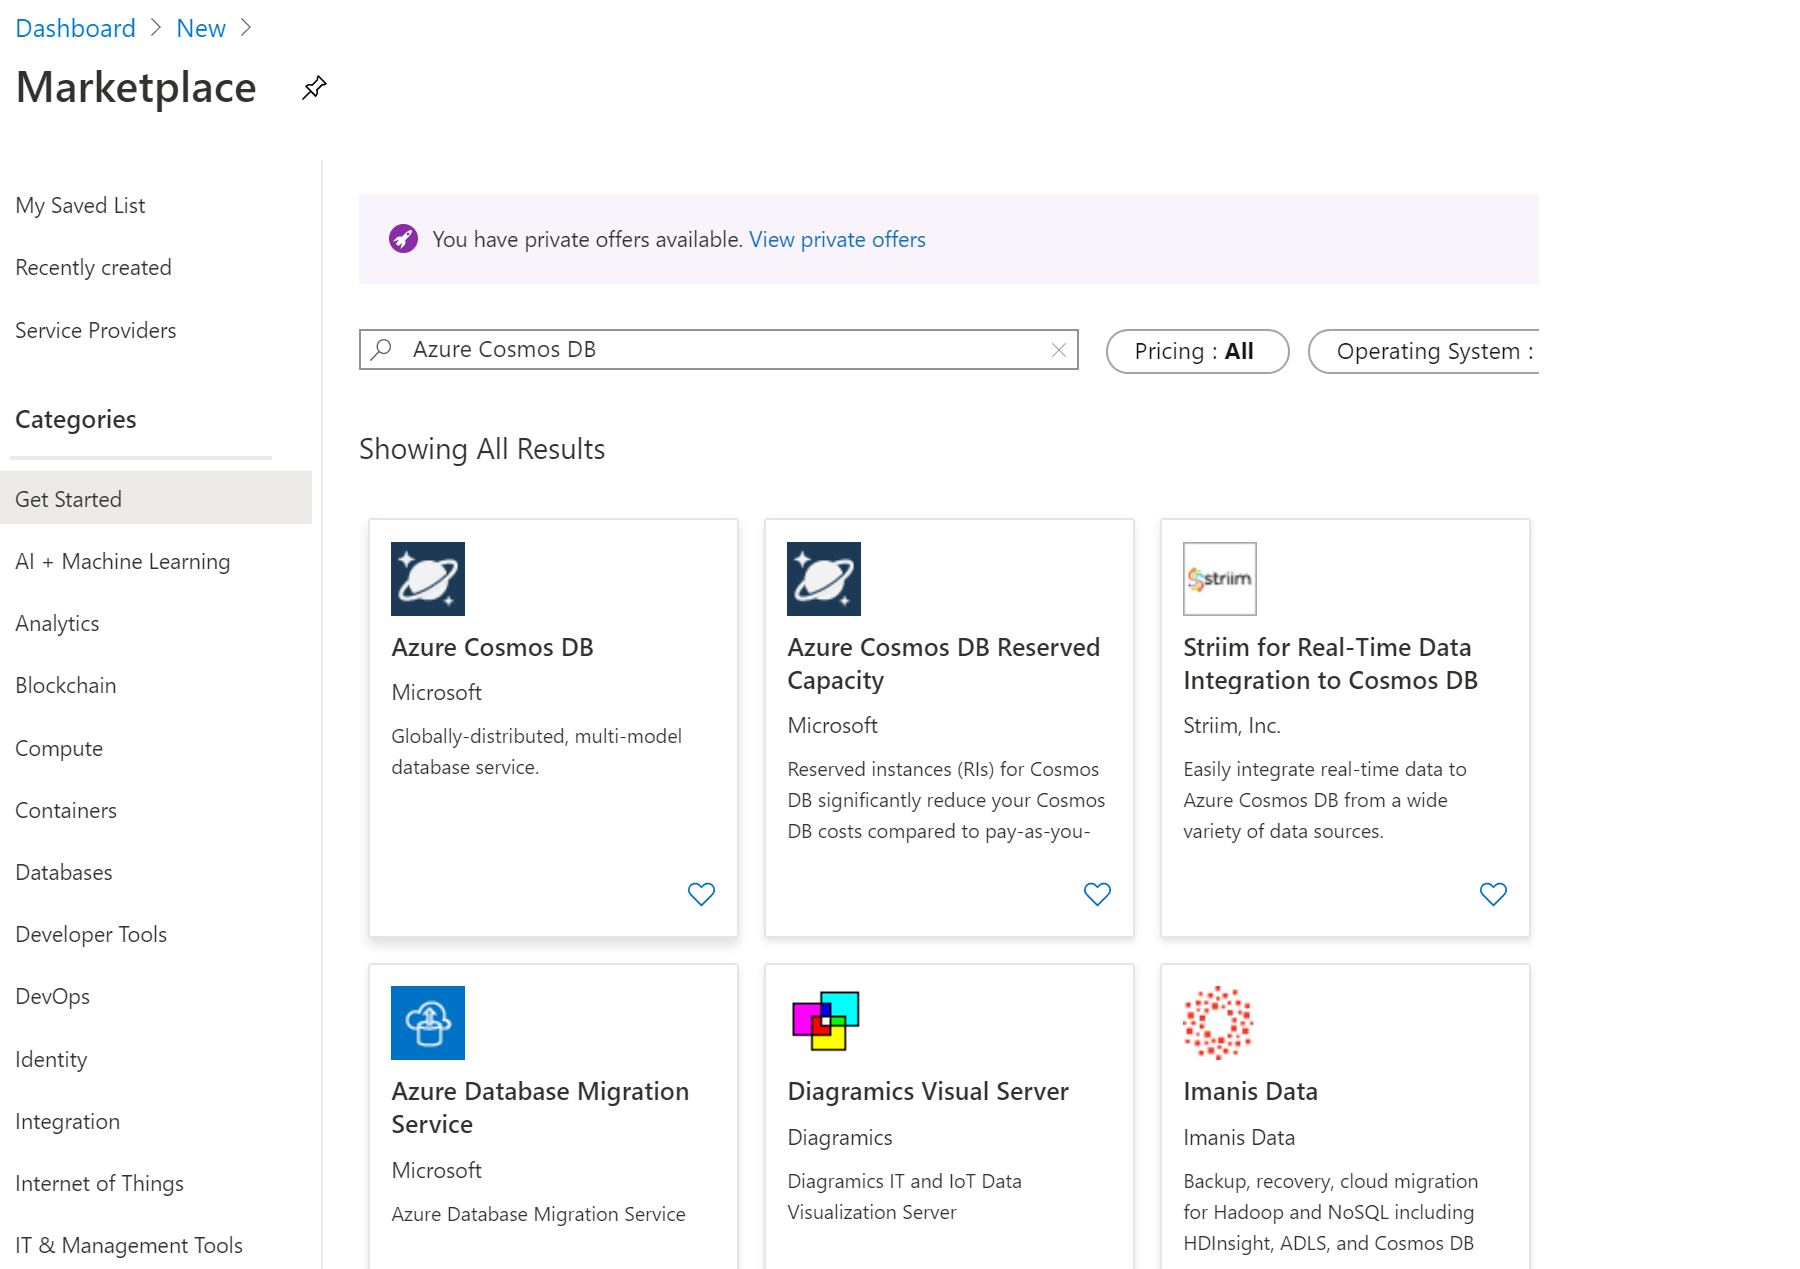 Dashboard > New >
Marketplace
My Saved List
Recently created
Service Providers
Categories
Get Started
AI + Machine Learning
Analytics
Blockchain
Compute
Containers
Databases
Developer Tools
DevOps
Identity
Integration
Internet of Things
IT & Management Tools
You have private offers available. View private offers
Azure Cosmos DB
Pricing : All
Operating System :
Showing All Results
Azure Cosmos DB
Microsoft
Globally-distributed, multi-model
database service.
Azure Cosmos DB Reserved
Capacity
Microsoft
Reserved instances (RIs) for Cosmos
DB significantly reduce your Cosmos
DB costs compared to pay-as-you-
striim
Striim for Real-Time Data
Integration to Cosmos DB
Striim, Inc.
Easily integrate real-time data to
Azure Cosmos DB from a wide
variety of data sources.
Azure Database Migration
Service
Microsoft
Azure Database Migration Service
Diagramics Visual Server
Diagramics
Diagramics IT and IoT Data
Visualization Server
Imanis Data
Imanis Data
Backup, recovery, cloud migration
for Hadoop and NoSQL including
HDInsight, ADLS, and Cosmos DB